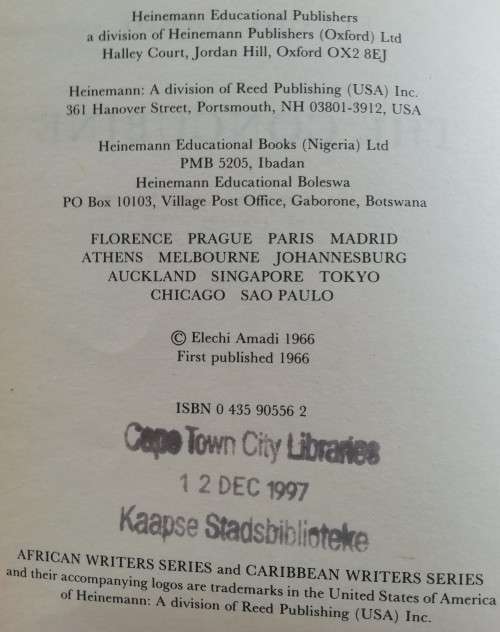 Heinemann Educational Publishers
a division of Heinemann Publishers (Oxford) Ltd
Halley Court, Jordan Hill, Oxford OX2 8EJ
Heinemann: A division of Reed Publishing (USA) Inc.
361 Hanover Street, Portsmouth, NH 03801-3912, USA
Heinemann Educational Books (Nigeria) Ltd
PMB 5205, Ibadan
Heinemann Educational Boleswa
PO Box 10103, Village Post Office, Gaborone, Botswana
FLORENCE PRAGUE PARIS MADRID
ATHENS MELBOURNE JOHANNESBURG
AUCKLAND SINGAPORE TOKYO
CHICAGO SAO PAULO
© Elechi Amadi 1966
First published 1966
ISBN 0 435 90556 2
Cape Town City Libraries
12 DEC 1997
Kaapse Stadsbiblioteke
AFRICAN WRITERS SERIES and CARIBBEAN WRITERS SERIES
and their accompanying logos are trademarks in the United States of America
of Heinemann: A division of Reed Publishing (USA) Inc.